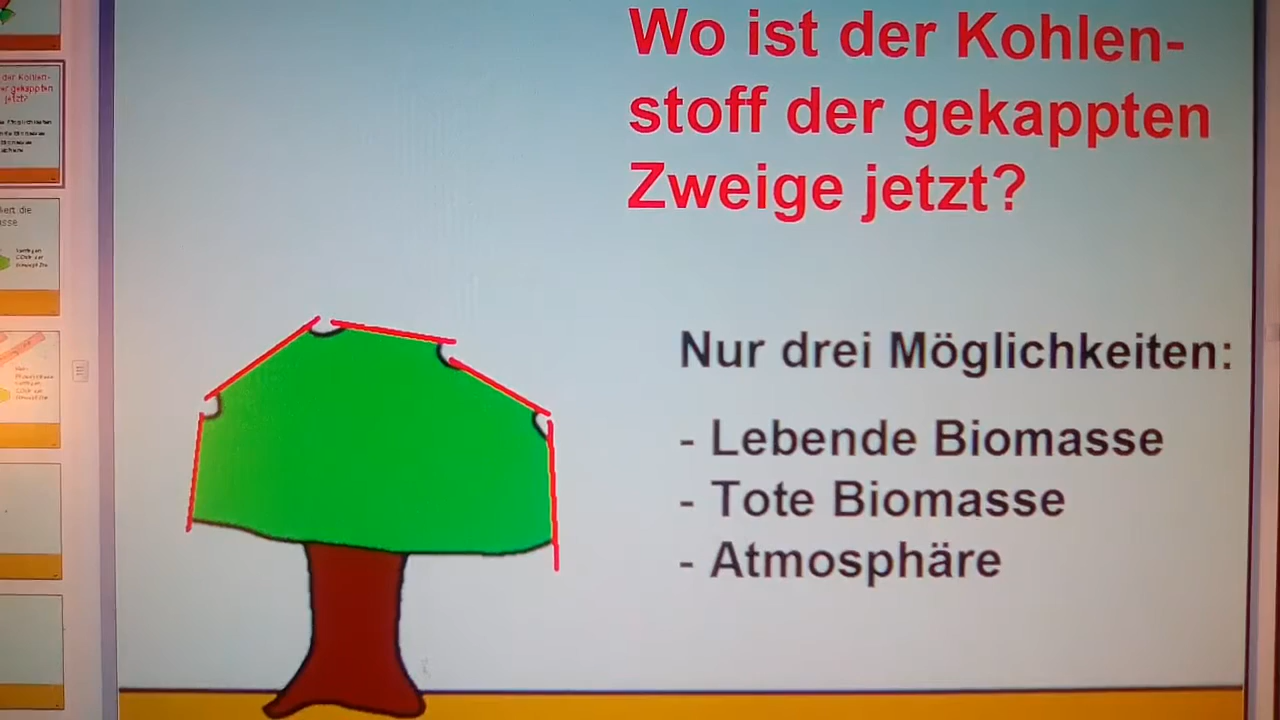 Wo ist der Kohlen-
stoff der gekappten
Zweige jetzt?
Nur drei Möglichkeiten:
- Lebende Biomasse
- Tote Biomasse
- Atmosphäre